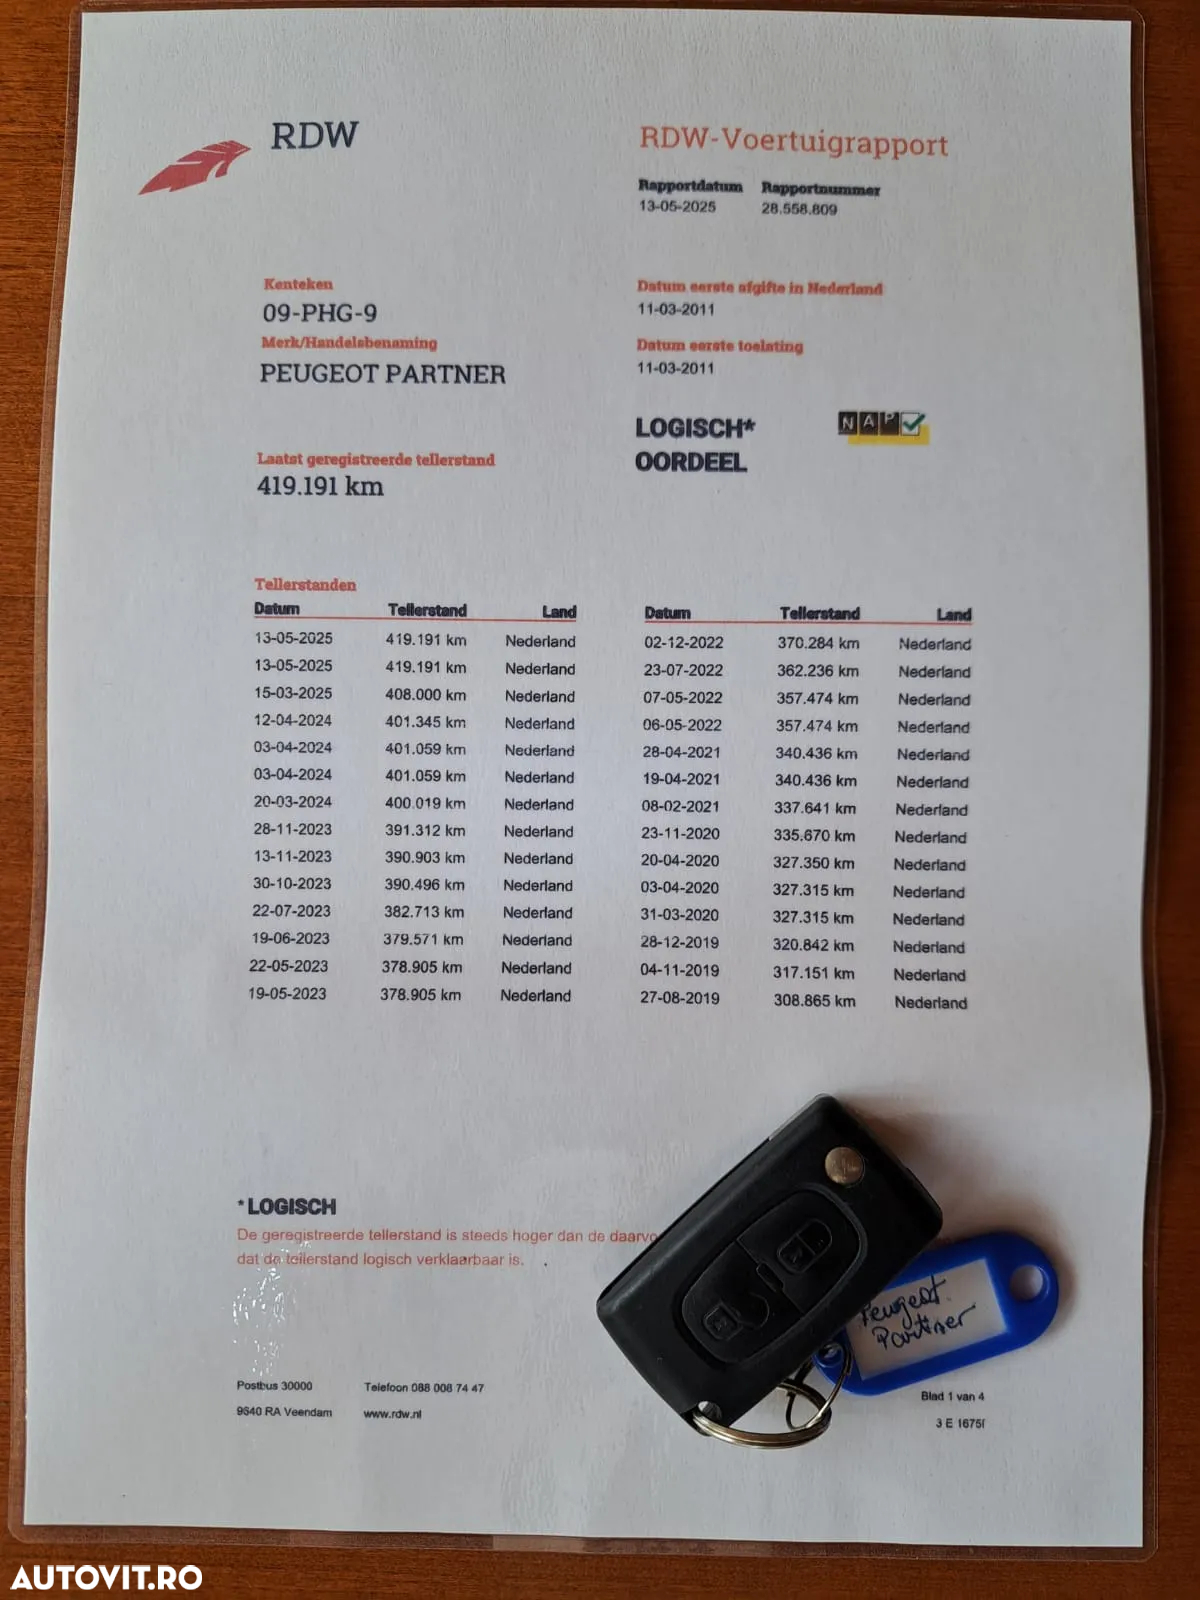 RDW
RDW-Voertuigrapport
Rapportdatum Rapportnummer
13-05-2025 28.558.809
Kenteken
09-PHG-9
Merk/Handelsbenaming
PEUGEOT PARTNER
Datum eerste afgifte in Nederland
11-03-2011
Datum eerste toelating
11-03-2011
LOGISCH*
OORDEEL
NAP
Laatst geregistreerde tellerstand
419.191 km
Tellerstanden
Datum Tellerstand Land
13-05-2025 419.191 km Nederland
13-05-2025 419.191 km Nederland
15-03-2025 408.000 km Nederland
12-04-2024 401.345 km Nederland
03-04-2024 401.059 km Nederland
03-04-2024 401.059 km Nederland
20-03-2024 400.019 km Nederland
28-11-2023 391.312 km Nederland
13-11-2023 390.903 km Nederland
30-10-2023 390.496 km Nederland
22-07-2023 382.713 km Nederland
19-06-2023 379.571 km Nederland
22-05-2023 378.905 km Nederland
19-05-2023 378.905 km Nederland
Datum Tellerstand Land
02-12-2022 370.284 km Nederland
23-07-2022 362.236 km Nederland
07-05-2022 357.474 km Nederland
06-05-2022 357.474 km Nederland
28-04-2021 340.436 km Nederland
19-04-2021 340.436 km Nederland
08-02-2021 337.641 km Nederland
23-11-2020 335.670 km Nederland
20-04-2020 327.350 km Nederland
03-04-2020 327.315 km Nederland
31-03-2020 327.315 km Nederland
28-12-2019 320.842 km Nederland
04-11-2019 317.151 km Nederland
27-08-2019 308.865 km Nederland
*LOGISCH
De geregistreerde tellerstand is steeds hoger dan de daarvo
dat de tellerstand logisch verklaarbaar is.
Peugeot
Partner
Postbus 30000 Telefoon 088 008 74 47
9640 RA Veendam www.rdw.nl
Blad 1 van 4
3 E 1675f
AUTOVIT.RO